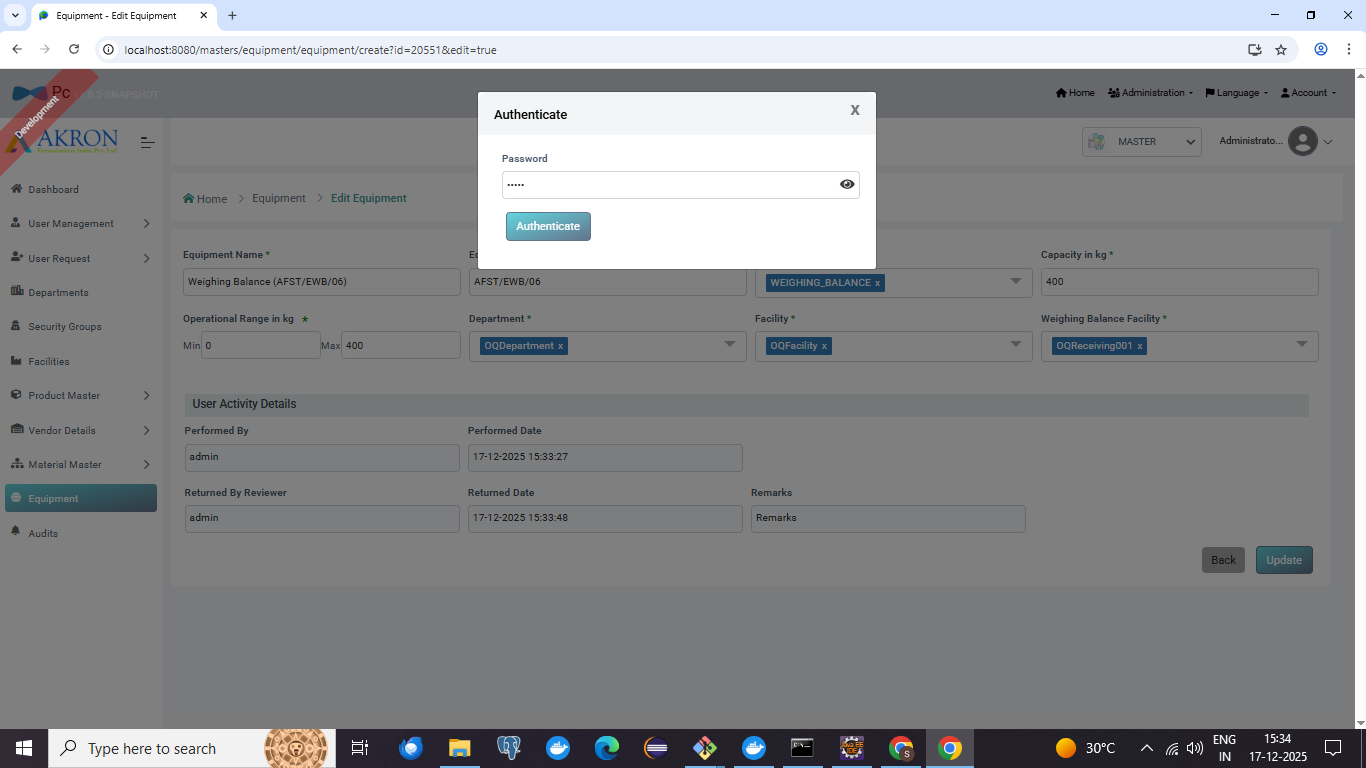 Equipment - Edit Equipment
localhost:8080/masters/equipment/equipment/create?id=20551&edit=true
Pc
Development
AKRON
Home
Administration
Language
Account
MASTER
Administrato...
Authenticate
X
Password
•••••
Authenticate
Dashboard
User Management
User Request
Departments
Security Groups
Facilities
Product Master
Vendor Details
Material Master
Equipment
Audits
Home > Equipment > Edit Equipment
Equipment Name *
Capacity in kg *
Weighing Balance (AFST/EWB/06)
AFST/EWB/06
WEIGHING_BALANCE x
400
Operational Range in kg *
Department *
Facility *
Weighing Balance Facility *
Min 0
Max 400
OQDepartment x
OQFacility x
OQReceiving001 x
User Activity Details
Performed By
Performed Date
admin
17-12-2025 15:33:27
Returned By Reviewer
Returned Date
Remarks
admin
17-12-2025 15:33:48
Remarks
Back
Update
Type here to search
30°C
ENG
IN
15:34
17-12-2025